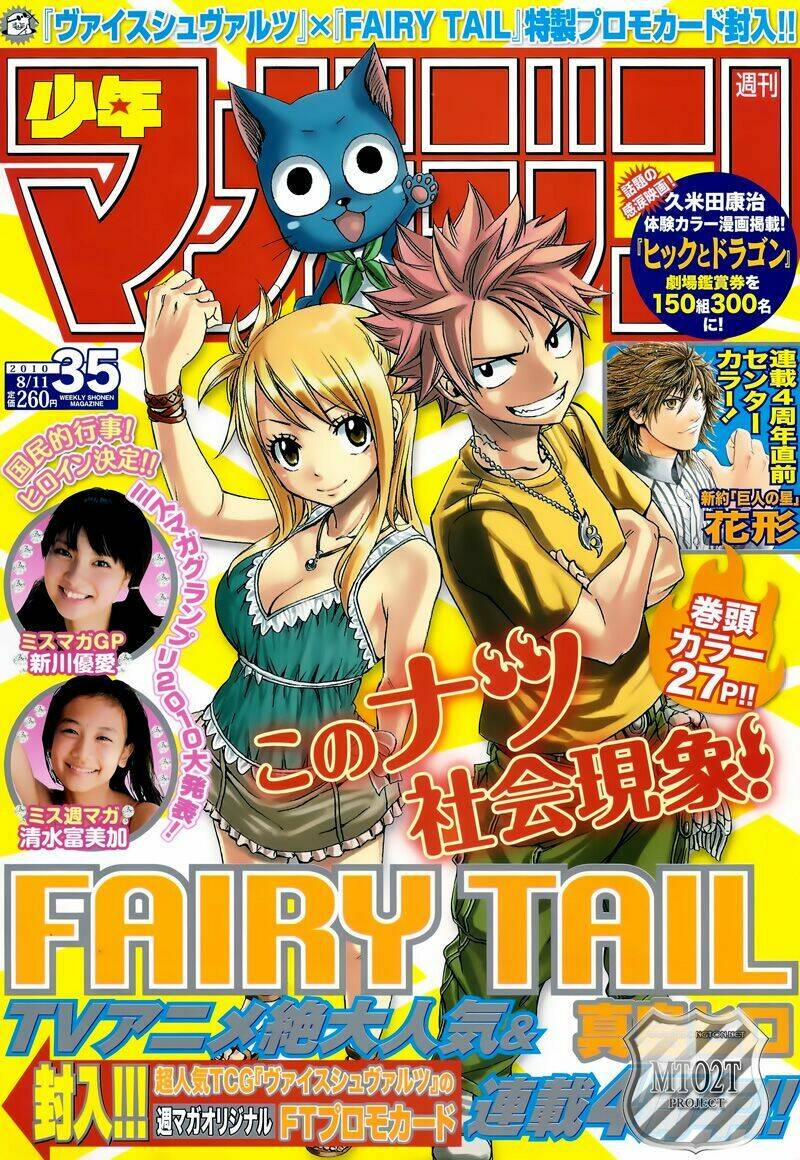 『ヴァイスシュヴァルツ』×『FAIRY TAIL』特製プロモカード封入!!
週刊
少年
マガジン
話題の
感涙映画!
久米田康治
体験カラー漫画掲載!
『ヒックとドラゴン』
劇場鑑賞券を
150組300名
に!
2010
8/11
35
定価260円
WEEKLY SHONEN
MAGAZINE
連載4周年直前
センター
カラー!
新約「巨人の星」
花形
国民的行事!
ヒロイン決定!!
ミスマガグランプリ2010大発表!
ミスマガGP
新川優愛
ミス週マガ
清水富美加
巻頭
カラー
27P!!
このナツ
社会現象!
FAIRY TAIL
TVアニメ絶大人気&
連載4
封入!!!
超人気TCG『ヴァイスシュヴァルツ』の
週マガオリジナル
FTプロモカード
MT02T
PROJECT